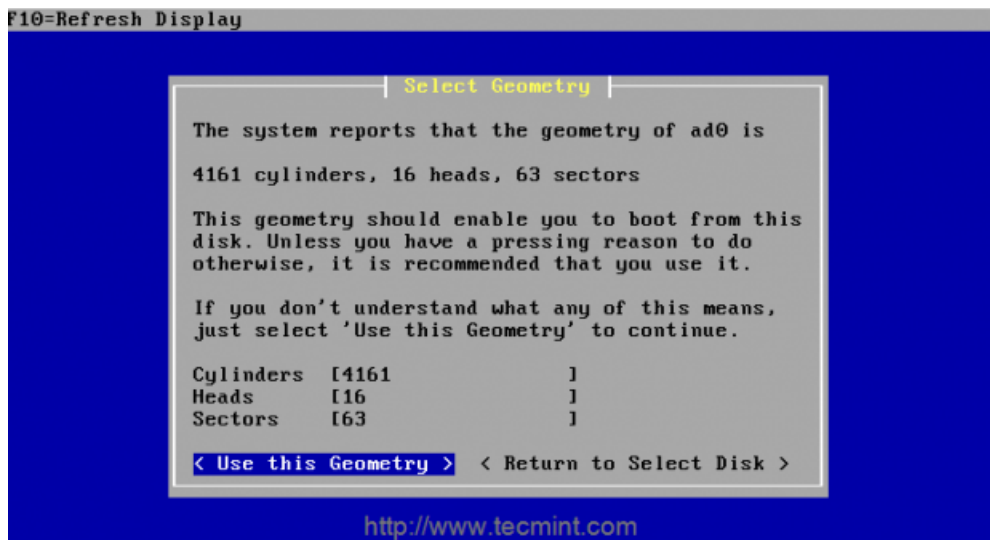 F10=Refresh Display
Select Geometry
The system reports that the geometry of ad0 is
4161 cylinders, 16 heads, 63 sectors
This geometry should enable you to boot from this
disk. Unless you have a pressing reason to do
otherwise, it is recommended that you use it.
If you don't understand what any of this means,
just select 'Use this Geometry' to continue.
Cylinders [4161 ]
Heads [16 ]
Sectors [63 ]
< Use this Geometry > < Return to Select Disk >
http://www.tecmint.com